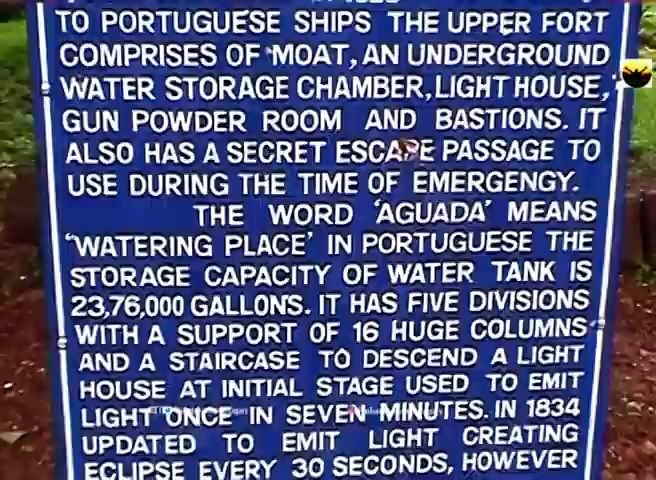 TO PORTUGUESE SHIPS THE UPPER FORT
COMPRISES OF MOAT, AN UNDERGROUND
WATER STORAGE CHAMBER, LIGHT HOUSE,
GUN POWDER ROOM AND BASTIONS. IT
ALSO HAS A SECRET ESCAPE PASSAGE TO
USE DURING THE TIME OF EMERGENGY.
THE WORD 'AGUADA' MEANS
'WATERING PLACE' IN PORTUGUESE THE
STORAGE CAPACITY OF WATER TANK IS
23,76,000 GALLONS. IT HAS FIVE DIVISIONS
WITH A SUPPORT OF 16 HUGE COLUMNS
AND A STAIRCASE TO DESCEND A LIGHT
HOUSE AT INITIAL STAGE USED TO EMIT
LIGHT ONCE IN SEVEN MINUTES. IN 1834
UPDATED TO EMIT LIGHT CREATING
ECLIPSE EVERY 30 SECONDS, HOWEVER